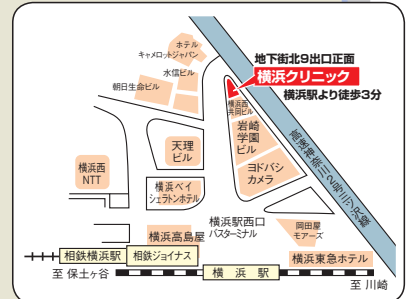 ホテル
キャメロットジャパン
水信ビル
朝日生命ビル
地下街北9出口正面
横浜クリニック
横浜駅より徒歩3分
横浜西
共同ビル
岩崎
学園
ビル
天理
ビル
ヨドバシ
カメラ
高速神奈川2号三ツ沢線
横浜西
NTT
横浜ベイ
シェラトンホテル
横浜駅西口
バスターミナル
岡田屋
モアーズ
横浜高島屋
相鉄横浜駅
相鉄ジョイナス
横浜東急ホテル
至 保土ヶ谷
横浜駅
至 川崎